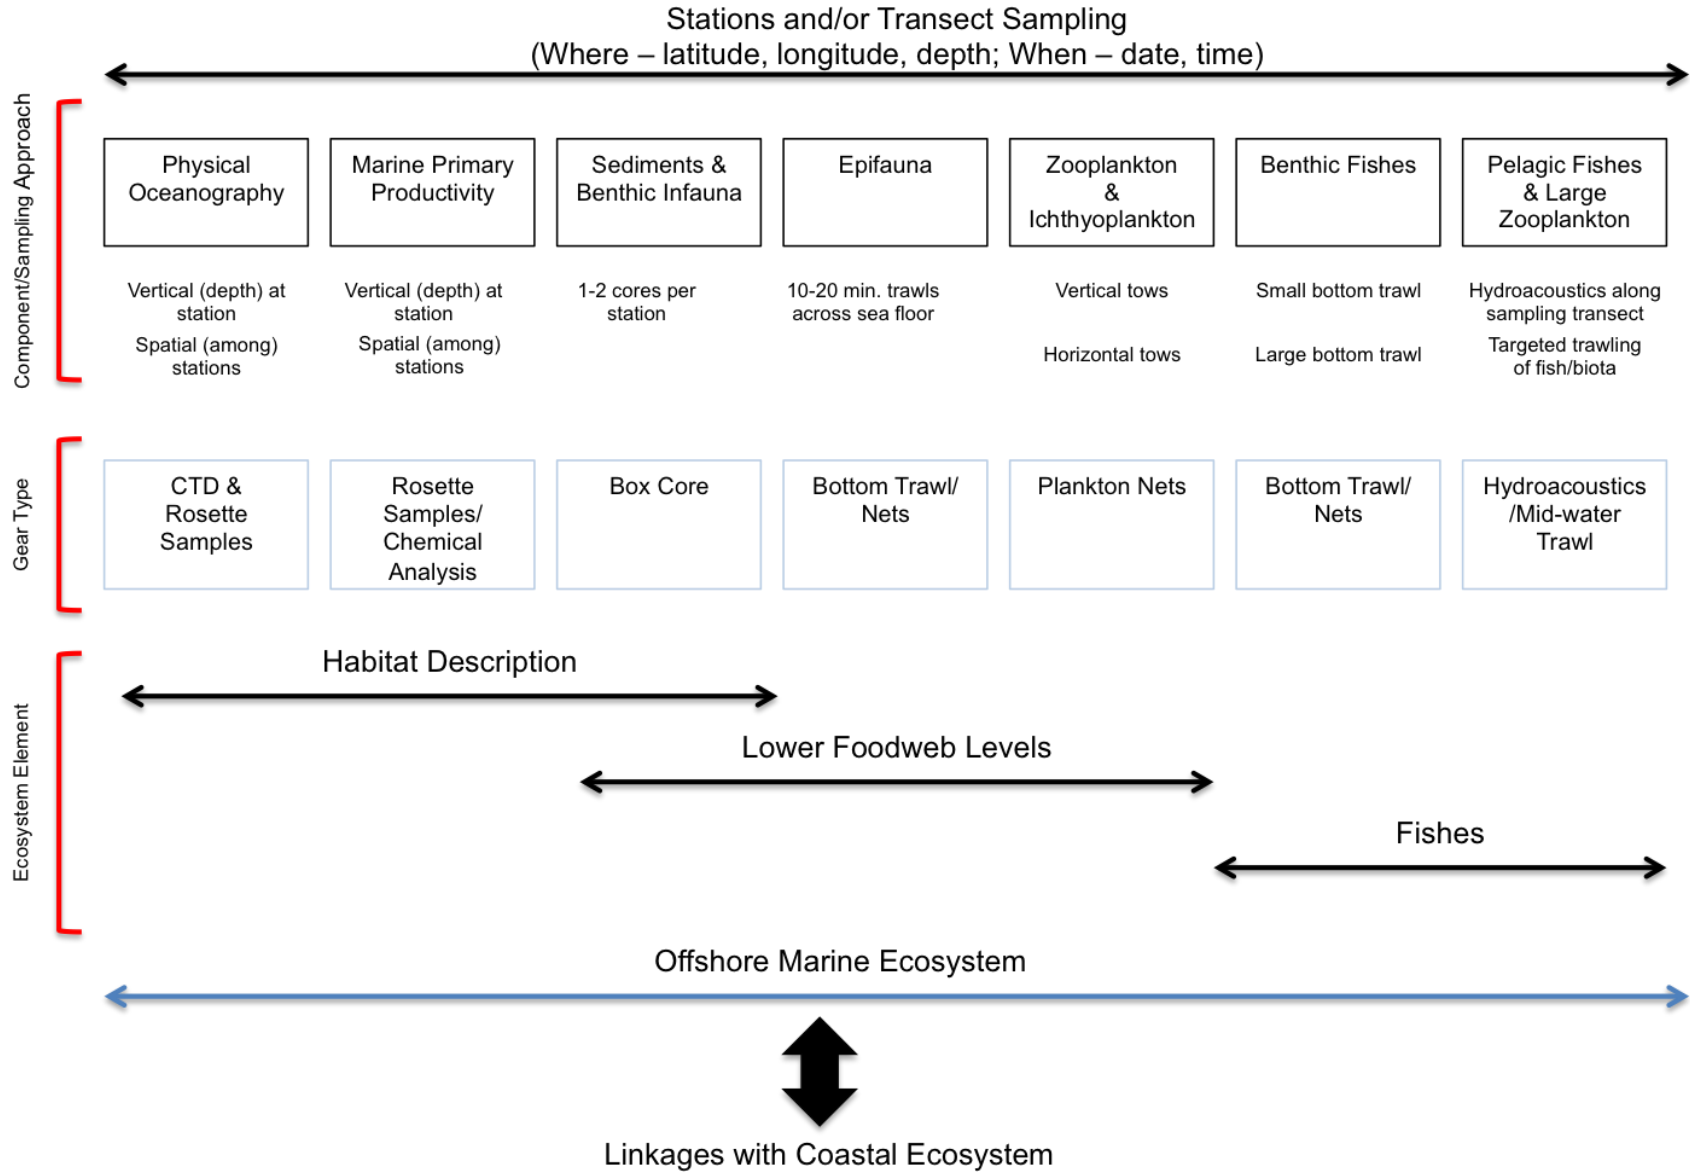 Stations and/or Transect Sampling
(Where – latitude, longitude, depth; When – date, time)
Component/Sampling Approach
Physical
Oceanography
Marine Primary
Productivity
Sediments &
Benthic Infauna
Epifauna
Zooplankton
&
Ichthyoplankton
Benthic Fishes
Pelagic Fishes
& Large
Zooplankton
Vertical (depth) at
station
Spatial (among)
stations
Vertical (depth) at
station
Spatial (among)
stations
1-2 cores per
station
10-20 min. trawls
across sea floor
Vertical tows
Horizontal tows
Small bottom trawl
Large bottom trawl
Hydroacoustics along
sampling transect
Targeted trawling
of fish/biota
Gear Type
CTD &
Rosette
Samples
Rosette
Samples/
Chemical
Analysis
Box Core
Bottom Trawl/
Nets
Plankton Nets
Bottom Trawl/
Nets
Hydroacoustics
/Mid-water
Trawl
Ecosystem Element
Habitat Description
Lower Foodweb Levels
Fishes
Offshore Marine Ecosystem
Linkages with Coastal Ecosystem